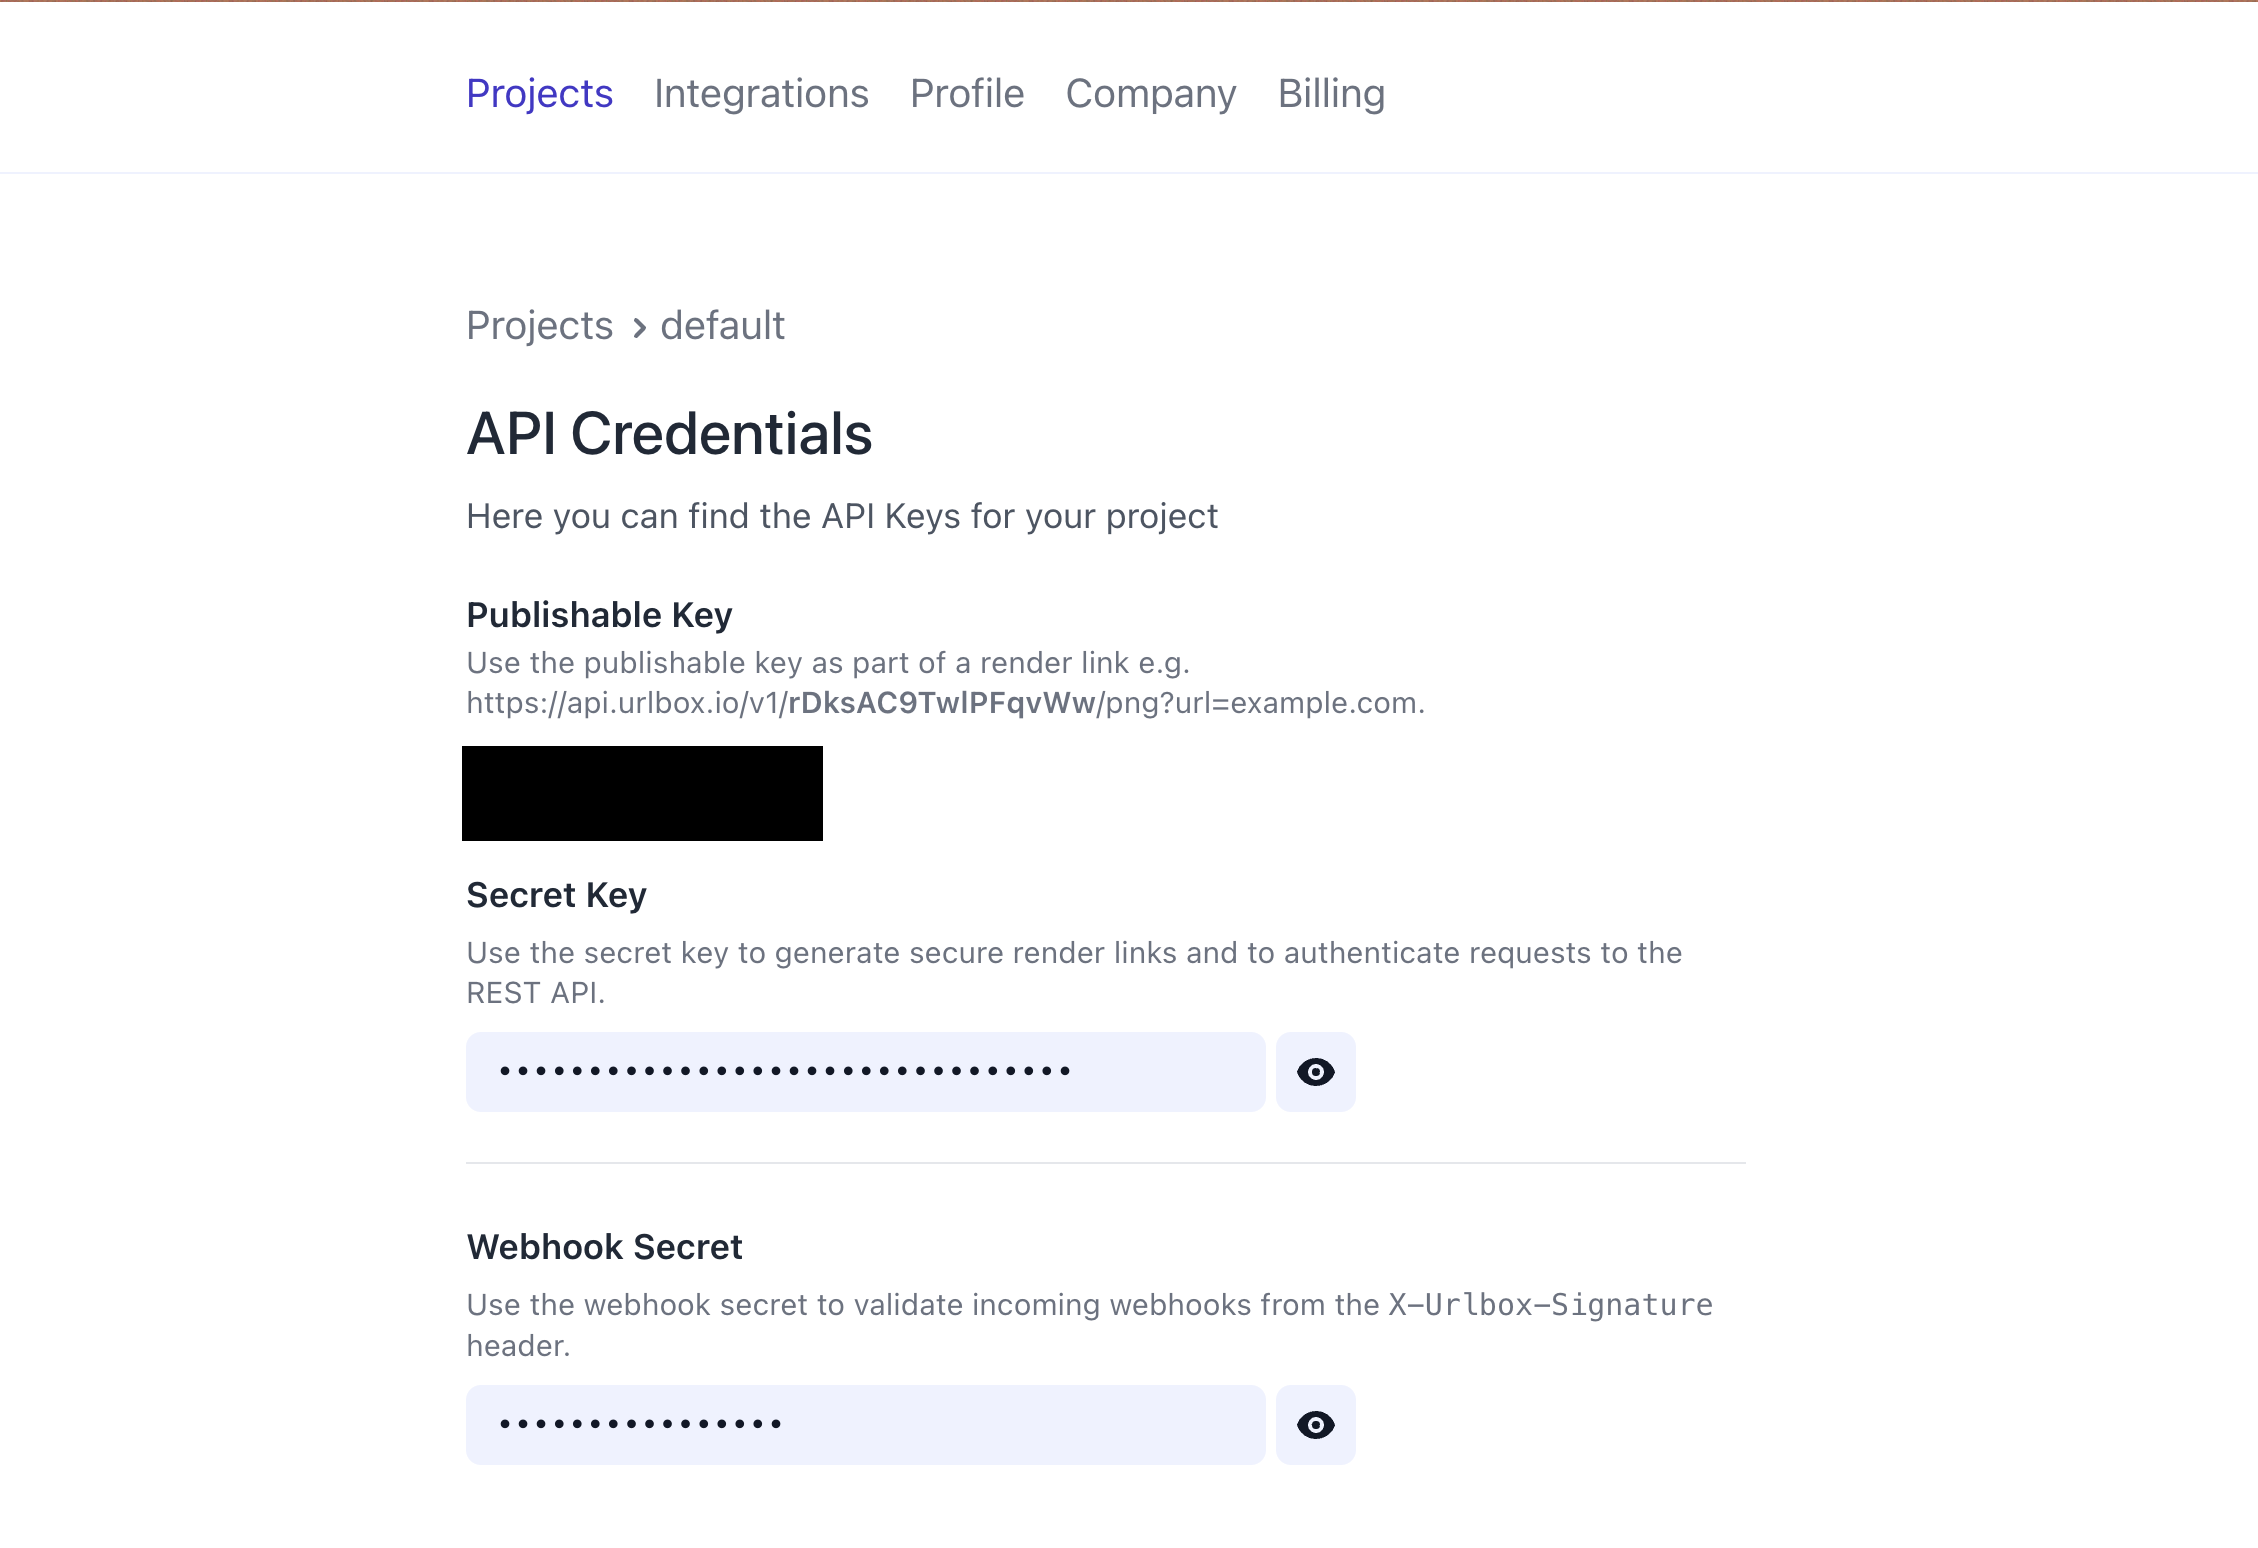 Projects Integrations Profile Company Billing
Projects › default
API Credentials
Here you can find the API Keys for your project
Publishable Key
Use the publishable key as part of a render link e.g.
https://api.urlbox.io/v1/rDksAC9TwlPFqvWw/png?url=example.com.
Secret Key
Use the secret key to generate secure render links and to authenticate requests to the
REST API.
••••••••••••••••••••••••••••••••
Webhook Secret
Use the webhook secret to validate incoming webhooks from the X-Urlbox-Signature
header.
••••••••••••••••